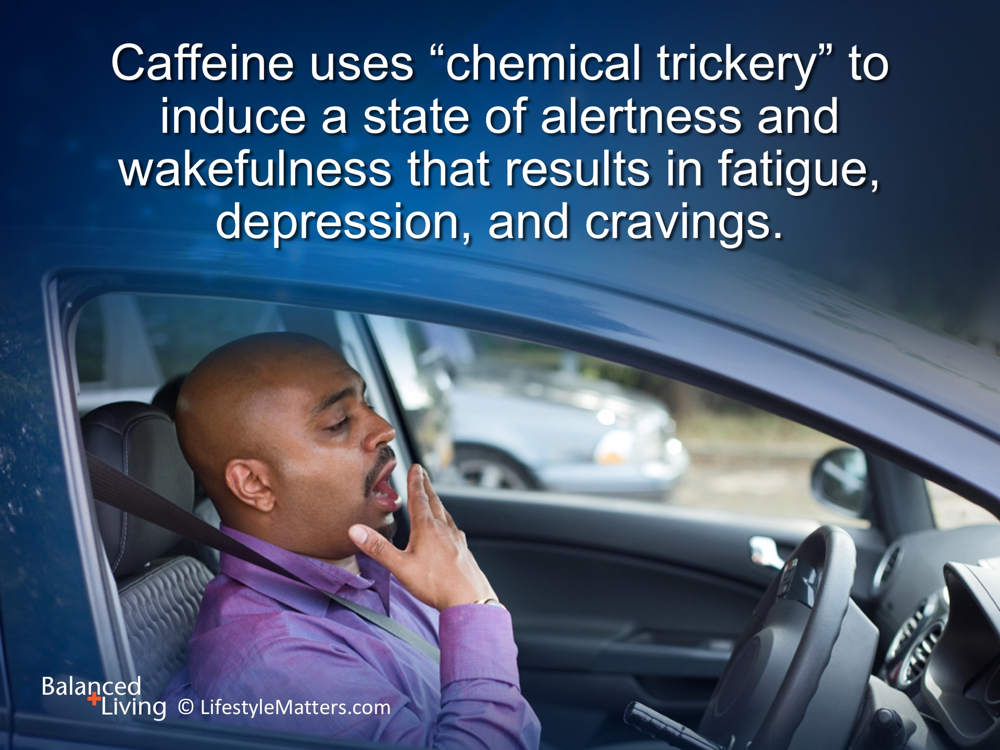 Caffeine uses “chemical trickery” to
induce a state of alertness and
wakefulness that results in fatigue,
depression, and cravings.
Balanced
Living © LifestyleMatters.com